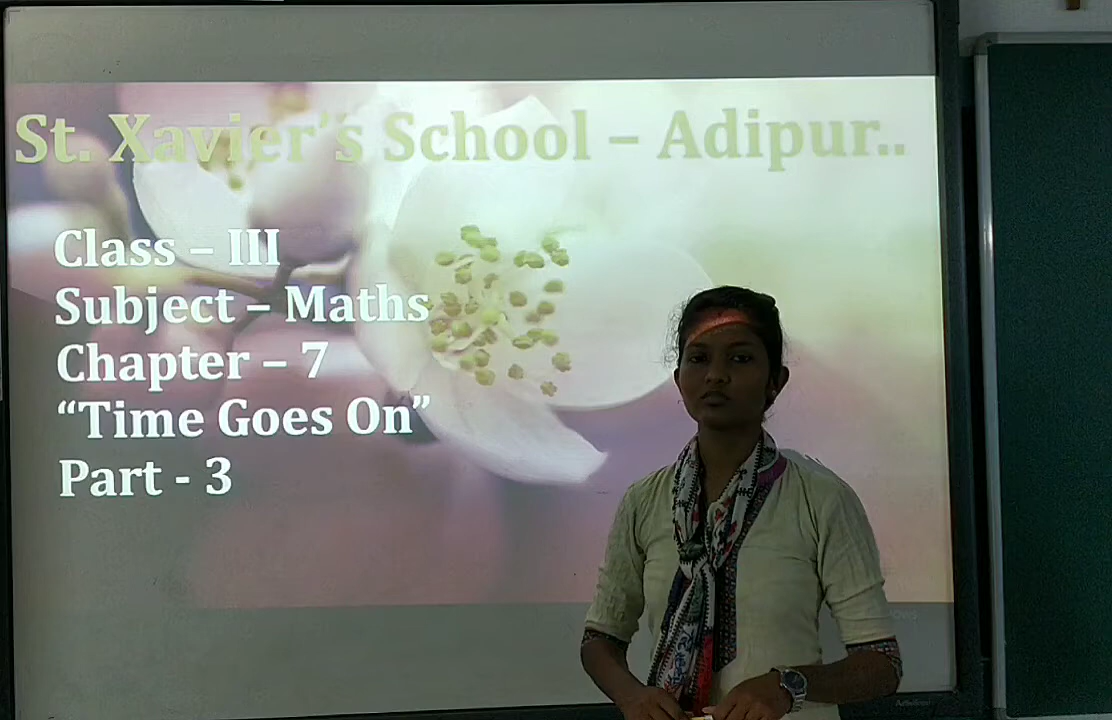 St. Xavier's School – Adipur..
Class – III
Subject – Maths
Chapter – 7
“Time Goes On”
Part - 3